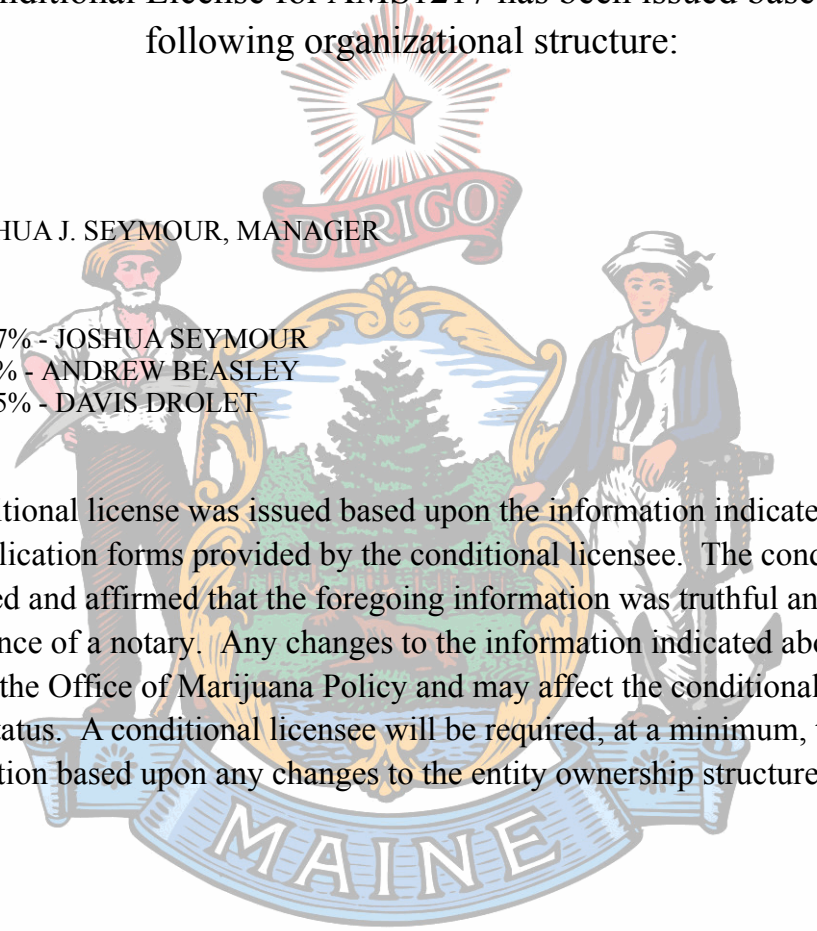 nditional License for AMS1217 has been issued base
following organizational structure:
DIRIGO
HUA J. SEYMOUR, MANAGER
7% - JOSHUA SEYMOUR
% - ANDREW BEASLEY
5% - DAVIS DROLET
itional license was issued based upon the information indicate
lication forms provided by the conditional licensee. The cond
ed and affirmed that the foregoing information was truthful an
nce of a notary. Any changes to the information indicated abo
the Office of Marijuana Policy and may affect the conditional
tatus. A conditional licensee will be required, at a minimum, t
tion based upon any changes to the entity ownership structure
MAINE